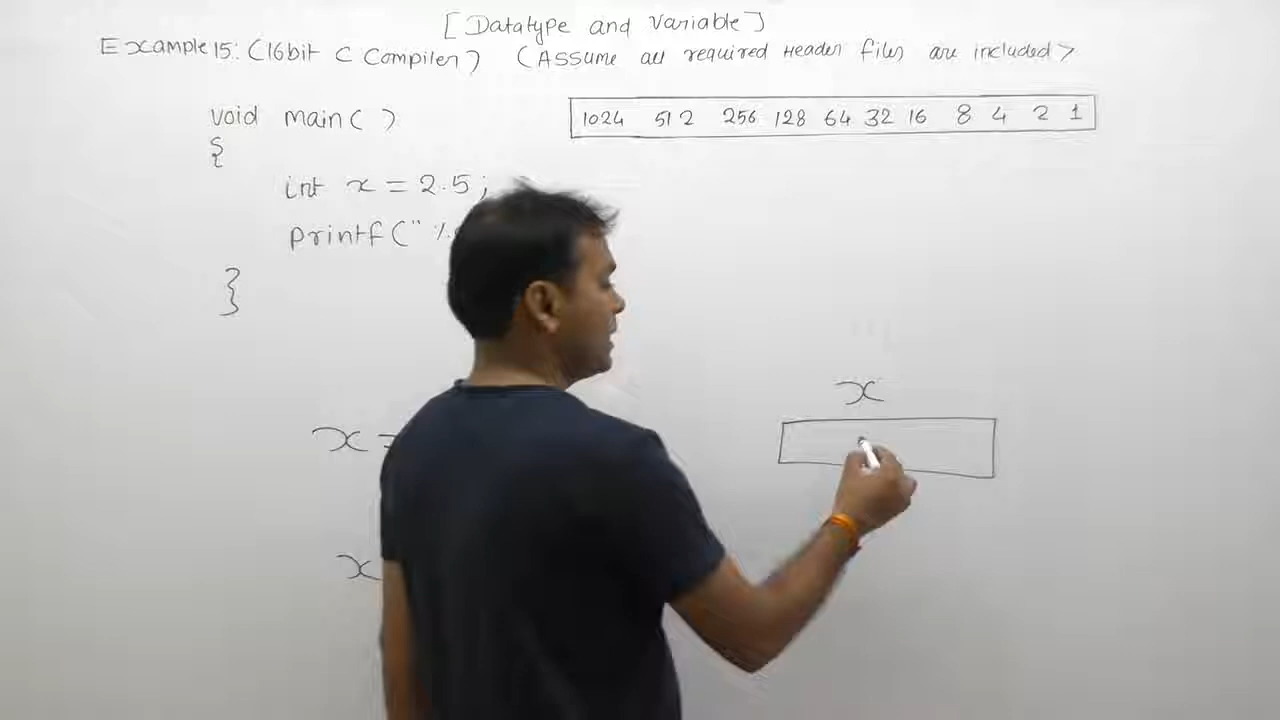 [Datatype and Variable]
Example 15: (16bit C Compiler) (Assume all required Header files are included>
void main( )
1024 512 256 128 64 32 16 8 4 2 1
{
int x = 2.5;
printf("%
}
x
x =
x